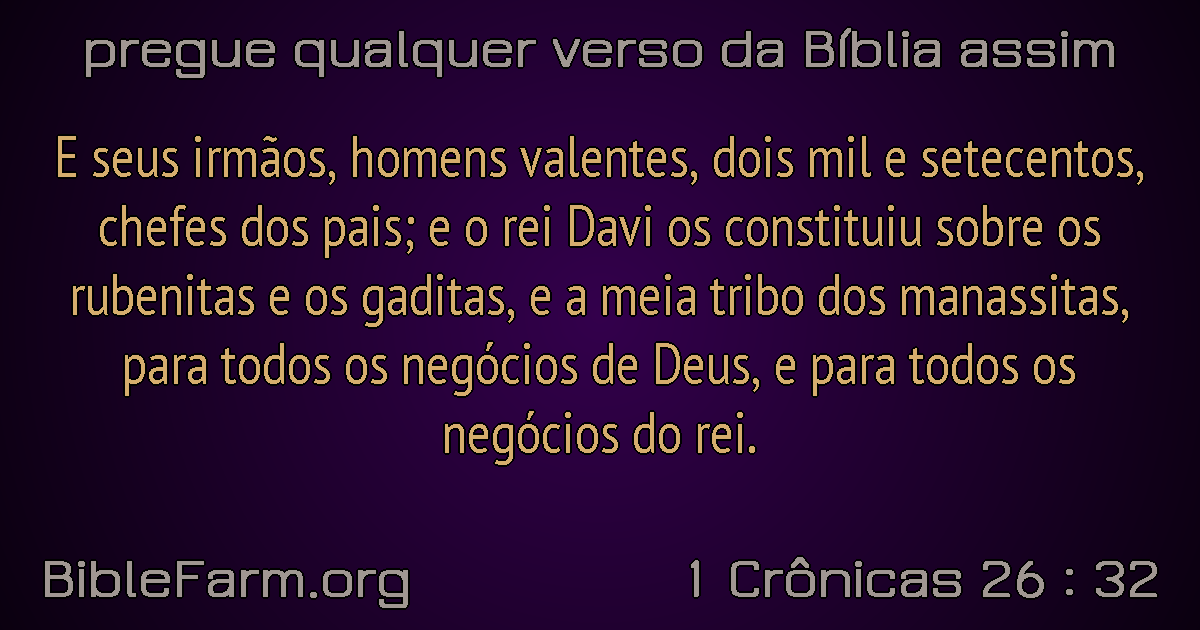 pregue qualquer verso da Bíblia assim
E seus irmãos, homens valentes, dois mil e setecentos,
chefes dos pais; e o rei Davi os constituiu sobre os
rubenitas e os gaditas, e a meia tribo dos manassitas,
para todos os negócios de Deus, e para todos os
negócios do rei.
BibleFarm.org
1 Crônicas 26 : 32